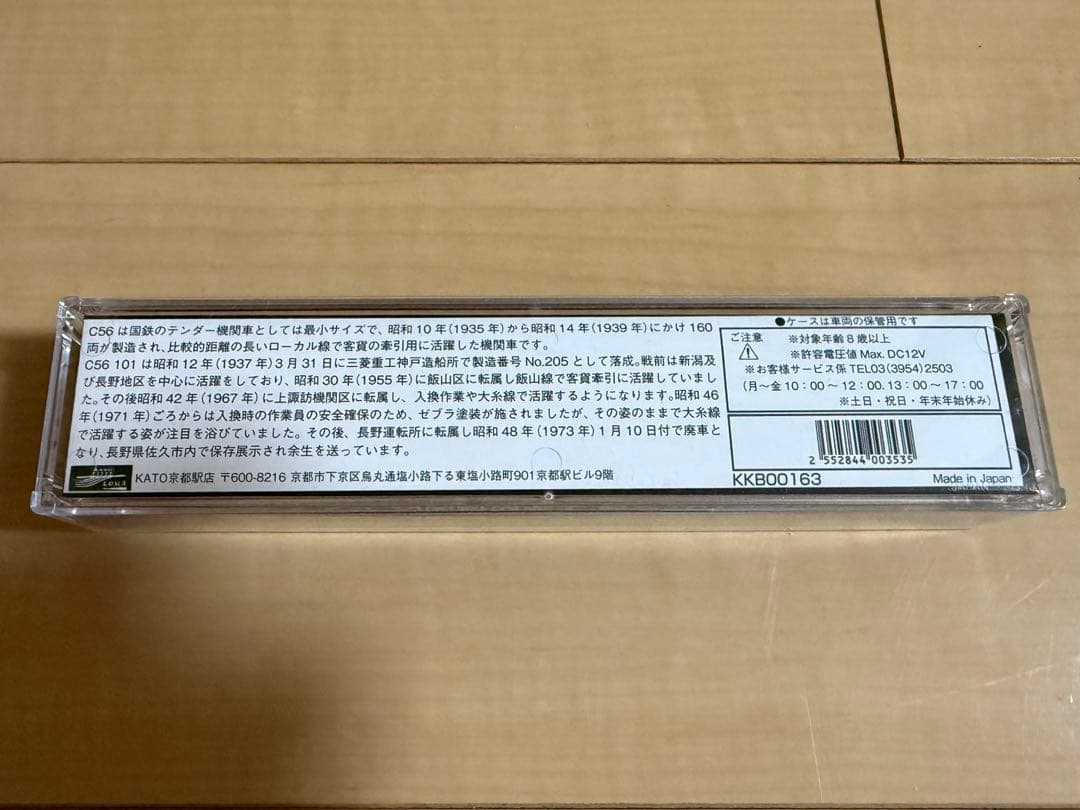 C56 は国鉄のテンダー機関車としては最小サイズで、昭和 10 年(1935 年)から昭和 14 年(1939 年)にかけ 160
両が製造され、比較的距離の長いローカル線で客貨の牽引用に活躍した機関車です。
C56 101 は昭和 12 年(1937 年)3 月 31 日に三菱重工神戸造船所で製造番号 No.205 として落成。戦前は新潟及
び長野地区を中心に活躍をしており、昭和 30 年(1955 年)に飯山区に転属し飯山線で客貨牽引に活躍していまし
た。その後昭和 42 年(1967 年)に上諏訪機関区に転属し、入換作業や大糸線で活躍するようになります。昭和 46
年(1971 年)ごろからは入換時の作業員の安全確保のため、ゼブラ塗装が施されましたが、その姿のままで大糸線
で活躍する姿が注目を浴びていました。その後、長野運転所に転属し昭和 48 年(1973 年)1 月 10 日付で廃車と
なり、長野県佐久市内で保存展示され余生を送っています。
KATO京都駅店 〒600-8216 京都市下京区烏丸通塩小路下る東塩小路町901京都駅ビル9階
●ケースは車両の保管用です
ご注意
※対象年齢8歳以上
※許容電圧値 Max. DC12V
※お客様サービス係 TEL03(3954)2503
(月〜金 10:00〜12:00. 13:00〜17:00
※土日・祝日・年末年始休み)
2 552844 003535
KKB00163
Made in Japan